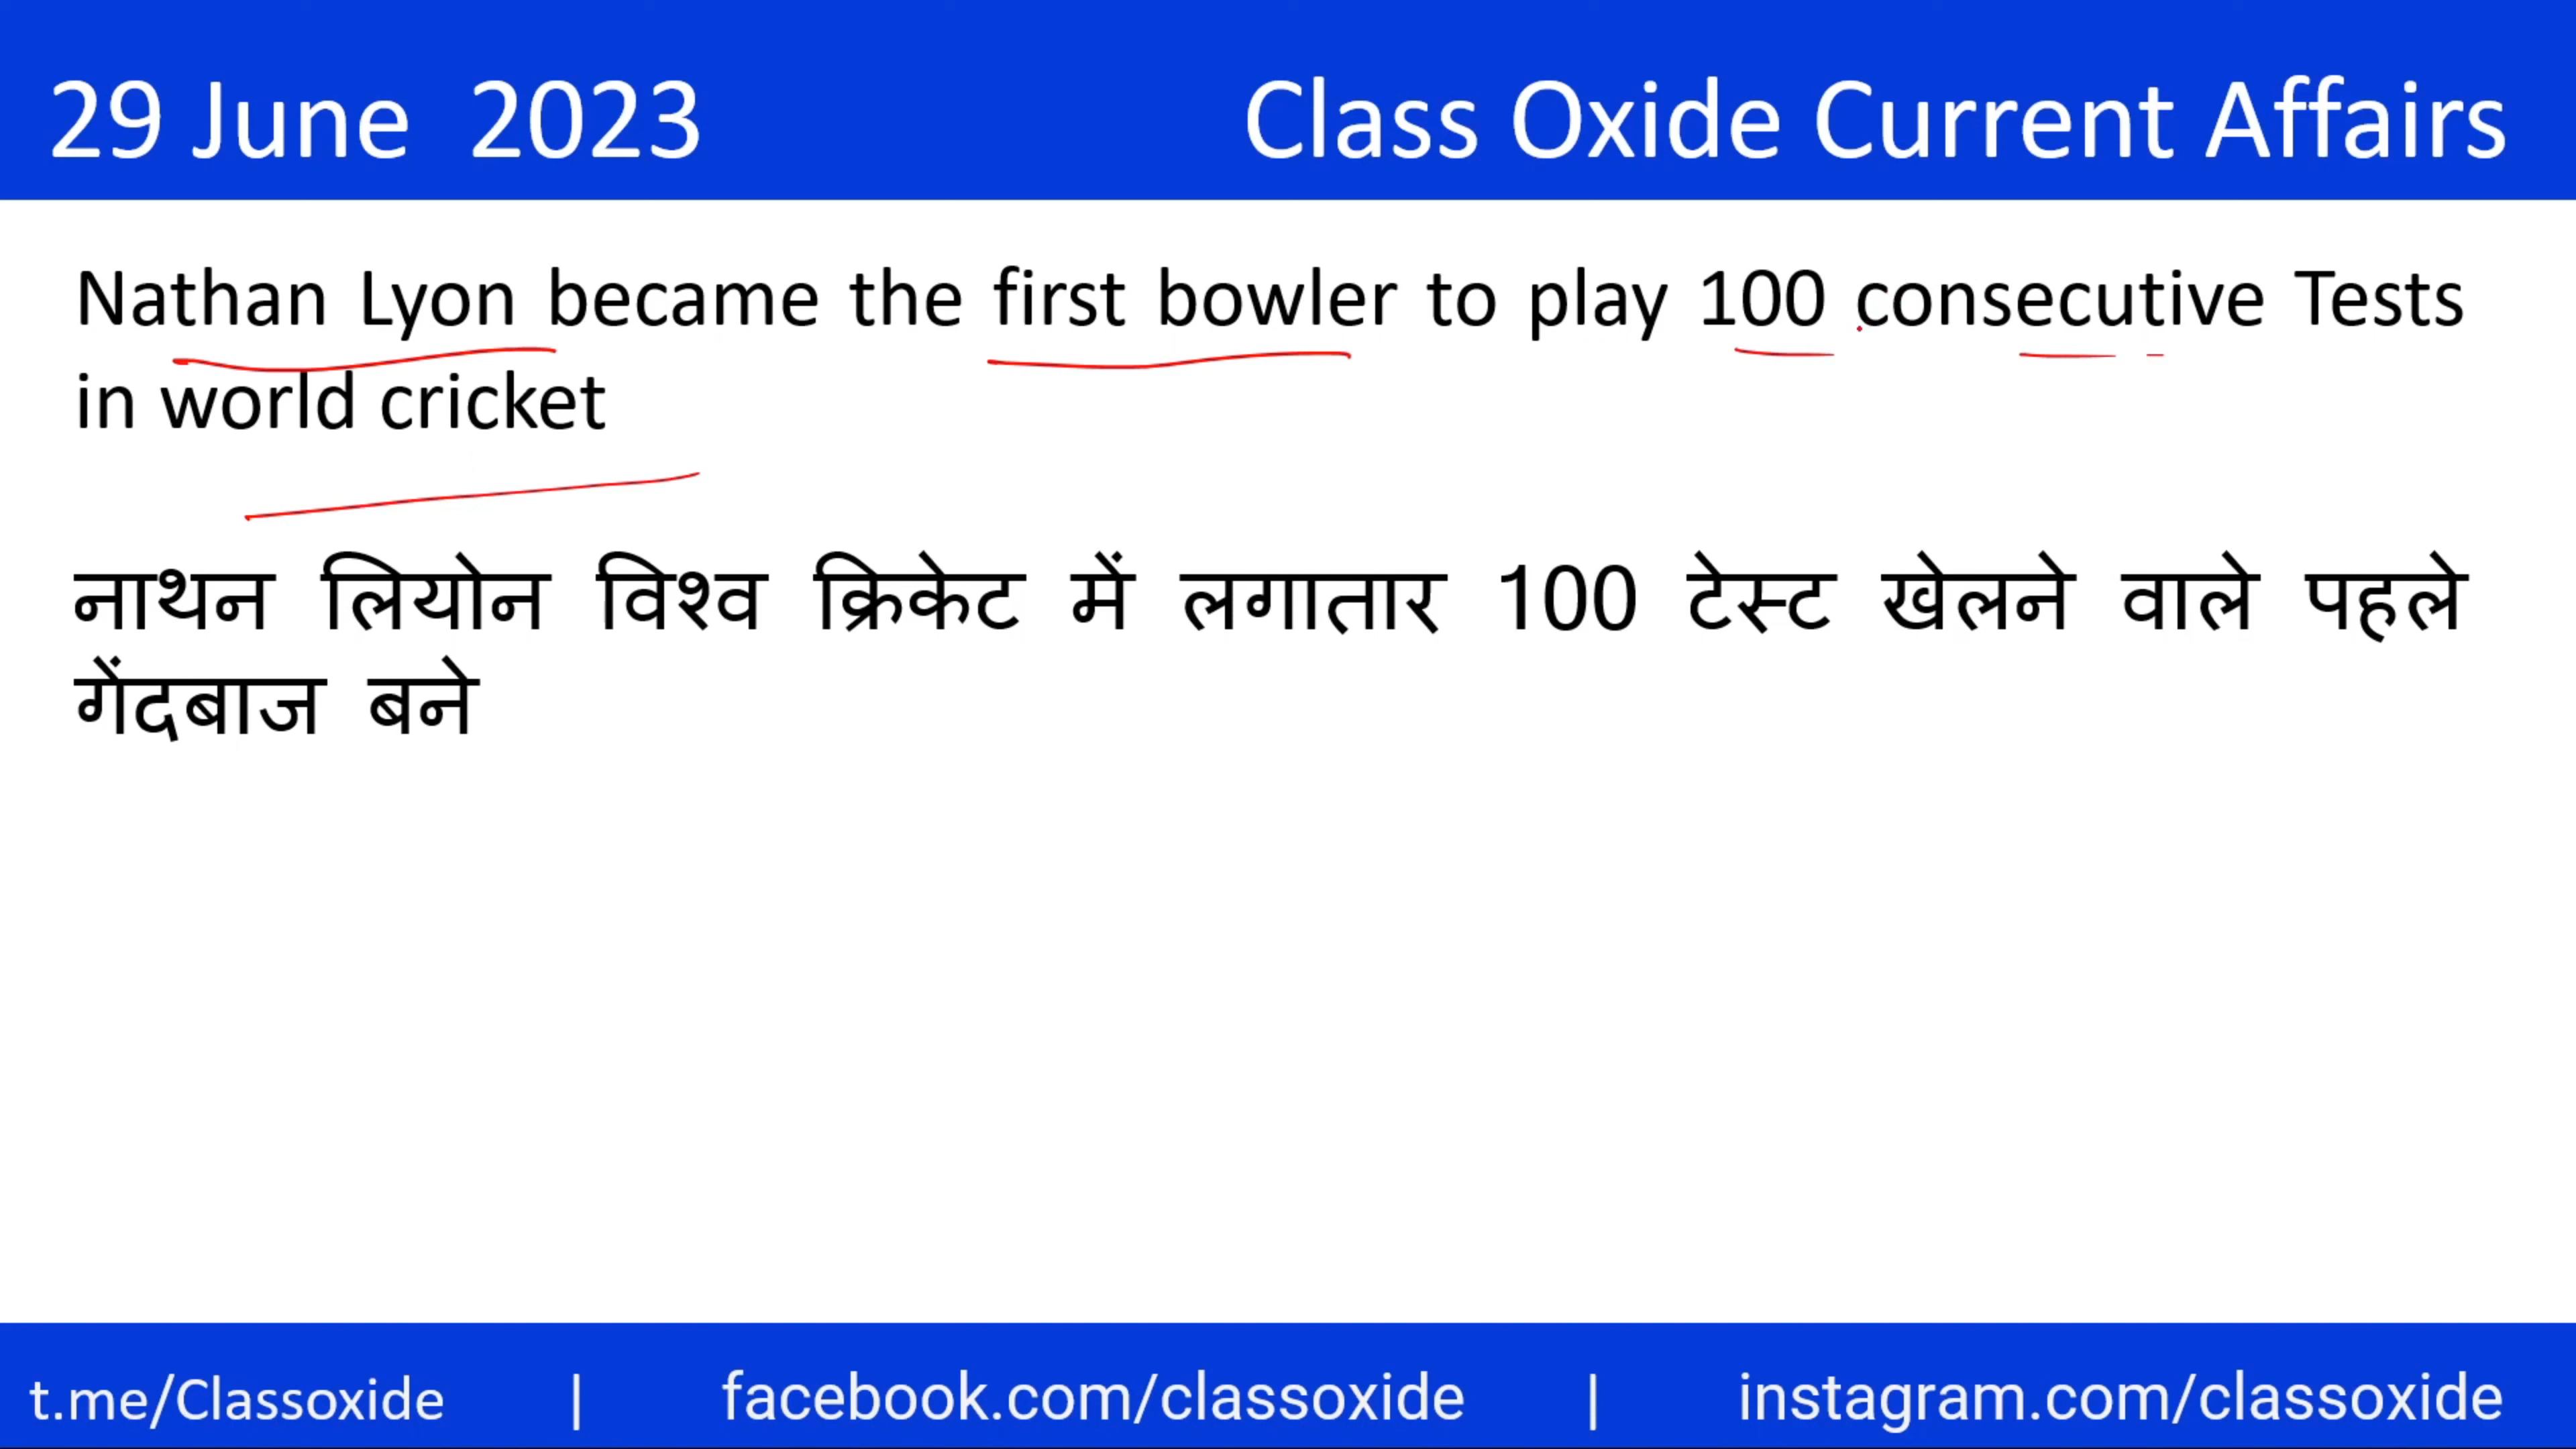 29 June 2023 Class Oxide Current Affairs
Nathan Lyon became the first bowler to play 100 consecutive Tests
in world cricket
नाथन लियोन विश्व क्रिकेट में लगातार 100 टेस्ट खेलने वाले पहले
गेंदबाज बने
t.me/Classoxide | facebook.com/classoxide | instagram.com/classoxide